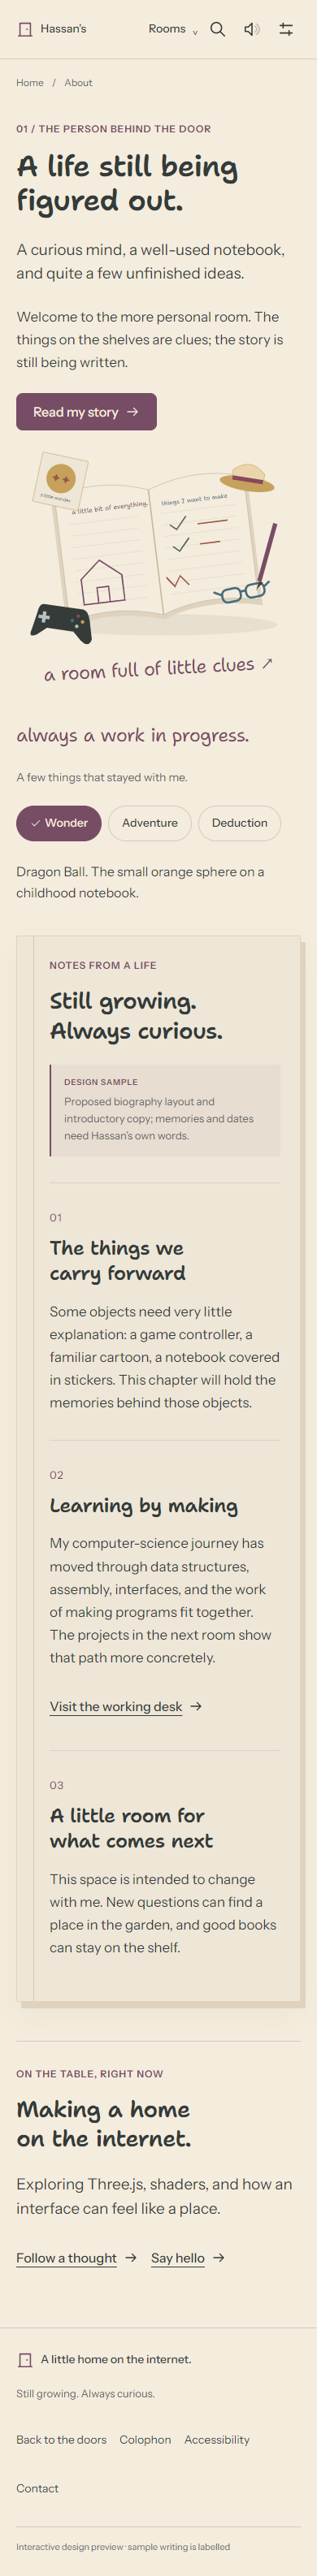 Hassan's
Rooms
Home / About
01 / THE PERSON BEHIND THE DOOR
A life still being
figured out.
A curious mind, a well-used notebook,
and quite a few unfinished ideas.
Welcome to the more personal room. The
things on the shelves are clues; the story is
still being written.
Read my story →
a little wonder
a little bit of everything.
things I want to make
a room full of little clues ↗
always a work in progress.
A few things that stayed with me.
✓ Wonder
Adventure
Deduction
Dragon Ball. The small orange sphere on a
childhood notebook.
NOTES FROM A LIFE
Still growing.
Always curious.
DESIGN SAMPLE
Proposed biography layout and
introductory copy; memories and dates
need Hassan's own words.
01
The things we
carry forward
Some objects need very little
explanation: a game controller, a
familiar cartoon, a notebook covered
in stickers. This chapter will hold the
memories behind those objects.
02
Learning by making
My computer-science journey has
moved through data structures,
assembly, interfaces, and the work
of making programs fit together.
The projects in the next room show
that path more concretely.
Visit the working desk →
03
A little room for
what comes next
This space is intended to change
with me. New questions can find a
place in the garden, and good books
can stay on the shelf.
ON THE TABLE, RIGHT NOW
Making a home
on the internet.
Exploring Three.js, shaders, and how an
interface can feel like a place.
Follow a thought → Say hello →
A little home on the internet.
Still growing. Always curious.
Back to the doors Colophon Accessibility
Contact
Interactive design preview · sample writing is labelled